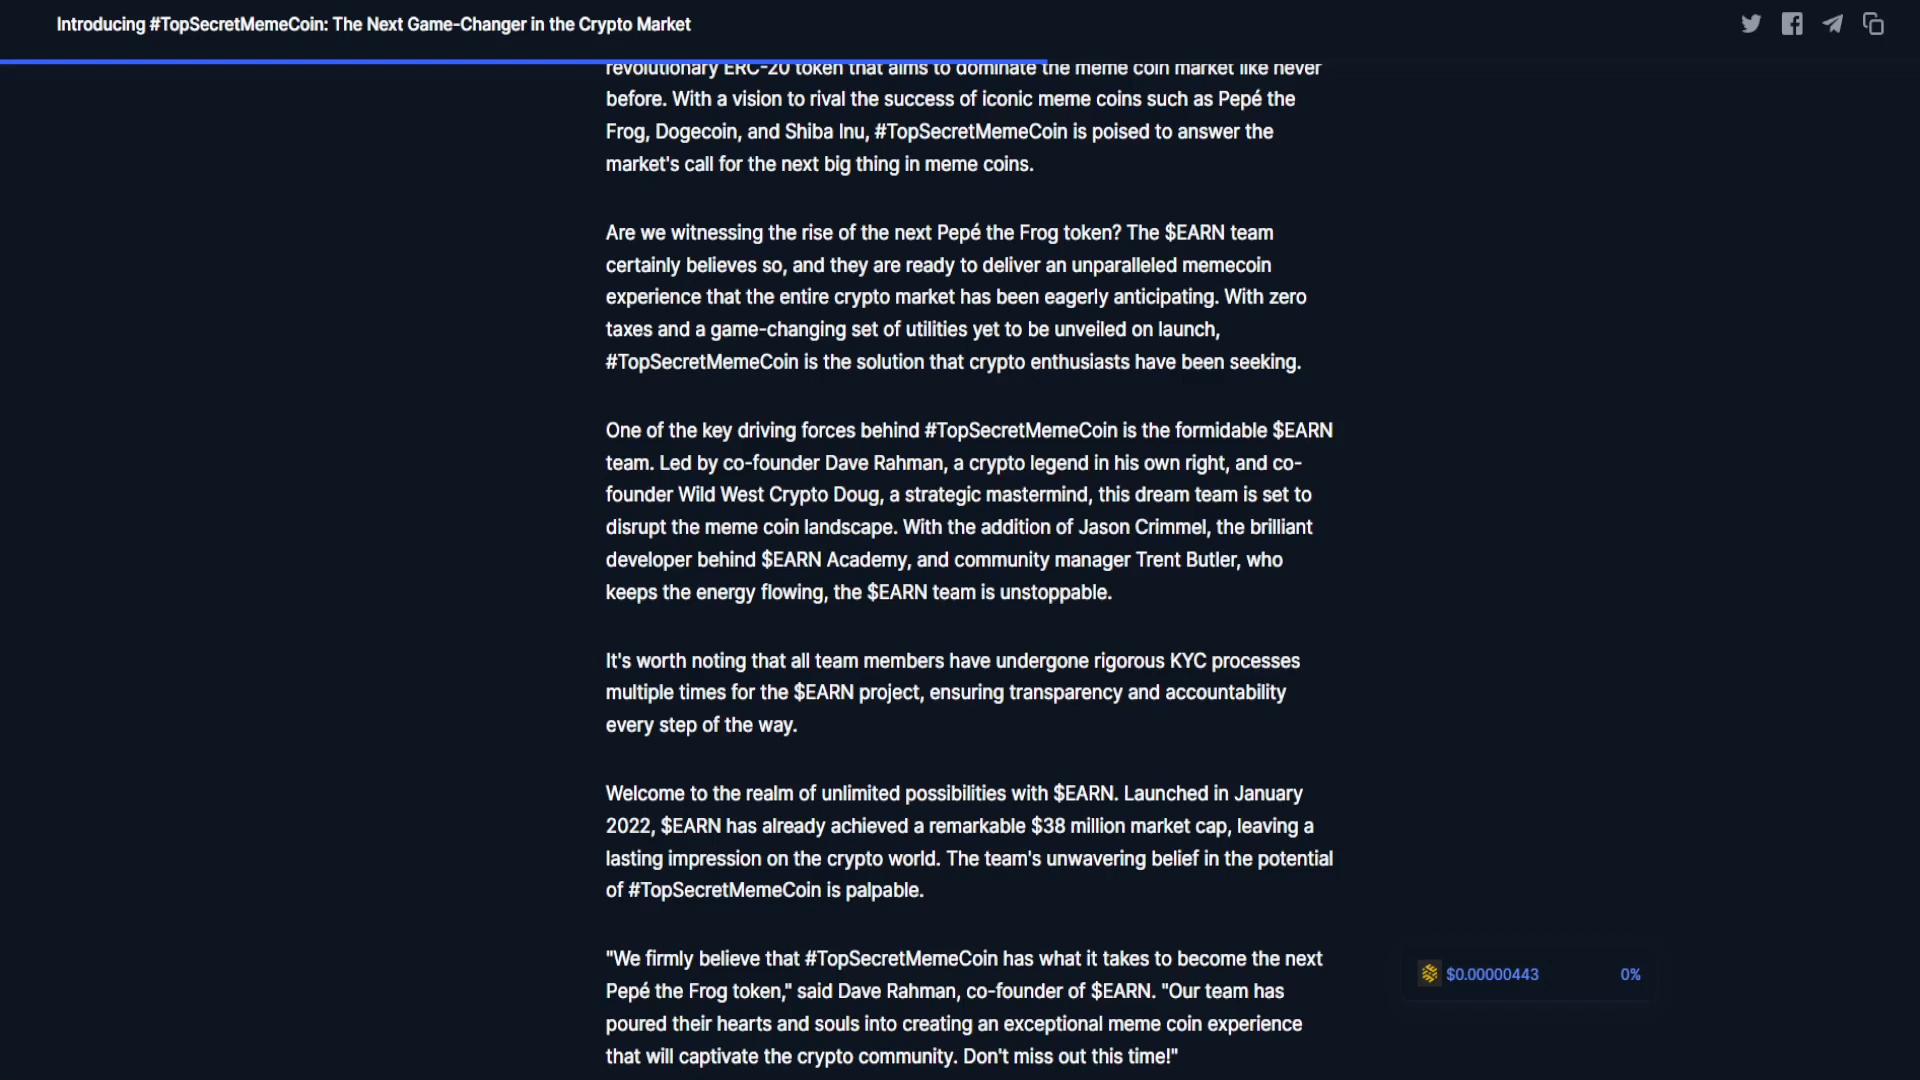 Introducing #TopSecretMemeCoin: The Next Game-Changer in the Crypto Market
revolutionary ERC-20 token that aims to dominate the meme coin market like never
before. With a vision to rival the success of iconic meme coins such as Pepé the
Frog, Dogecoin, and Shiba Inu, #TopSecretMemeCoin is poised to answer the
market's call for the next big thing in meme coins.
Are we witnessing the rise of the next Pepé the Frog token? The $EARN team
certainly believes so, and they are ready to deliver an unparalleled memecoin
experience that the entire crypto market has been eagerly anticipating. With zero
taxes and a game-changing set of utilities yet to be unveiled on launch,
#TopSecretMemeCoin is the solution that crypto enthusiasts have been seeking.
One of the key driving forces behind #TopSecretMemeCoin is the formidable $EARN
team. Led by co-founder Dave Rahman, a crypto legend in his own right, and co-
founder Wild West Crypto Doug, a strategic mastermind, this dream team is set to
disrupt the meme coin landscape. With the addition of Jason Crimmel, the brilliant
developer behind $EARN Academy, and community manager Trent Butler, who
keeps the energy flowing, the $EARN team is unstoppable.
It's worth noting that all team members have undergone rigorous KYC processes
multiple times for the $EARN project, ensuring transparency and accountability
every step of the way.
Welcome to the realm of unlimited possibilities with $EARN. Launched in January
2022, $EARN has already achieved a remarkable $38 million market cap, leaving a
lasting impression on the crypto world. The team's unwavering belief in the potential
of #TopSecretMemeCoin is palpable.
"We firmly believe that #TopSecretMemeCoin has what it takes to become the next
Pepé the Frog token," said Dave Rahman, co-founder of $EARN. "Our team has
poured their hearts and souls into creating an exceptional meme coin experience
that will captivate the crypto community. Don't miss out this time!"
$0.00000443 0%